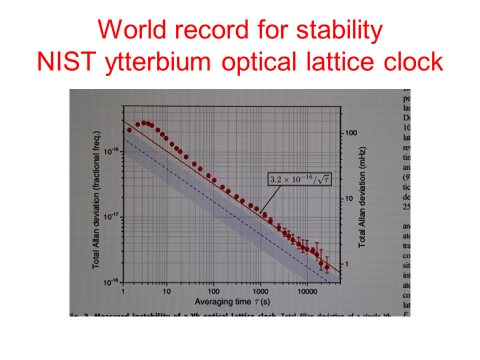 World record for stability
NIST ytterbium optical lattice clock
Total Allan deviation (fractional freq.)
10⁻¹⁶
10⁻¹⁷
10⁻¹⁸
3.2 × 10⁻¹⁶/√τ
100
10
1
Total Allan deviation (mHz)
1 10 100 1000 10000
Averaging time τ (s)